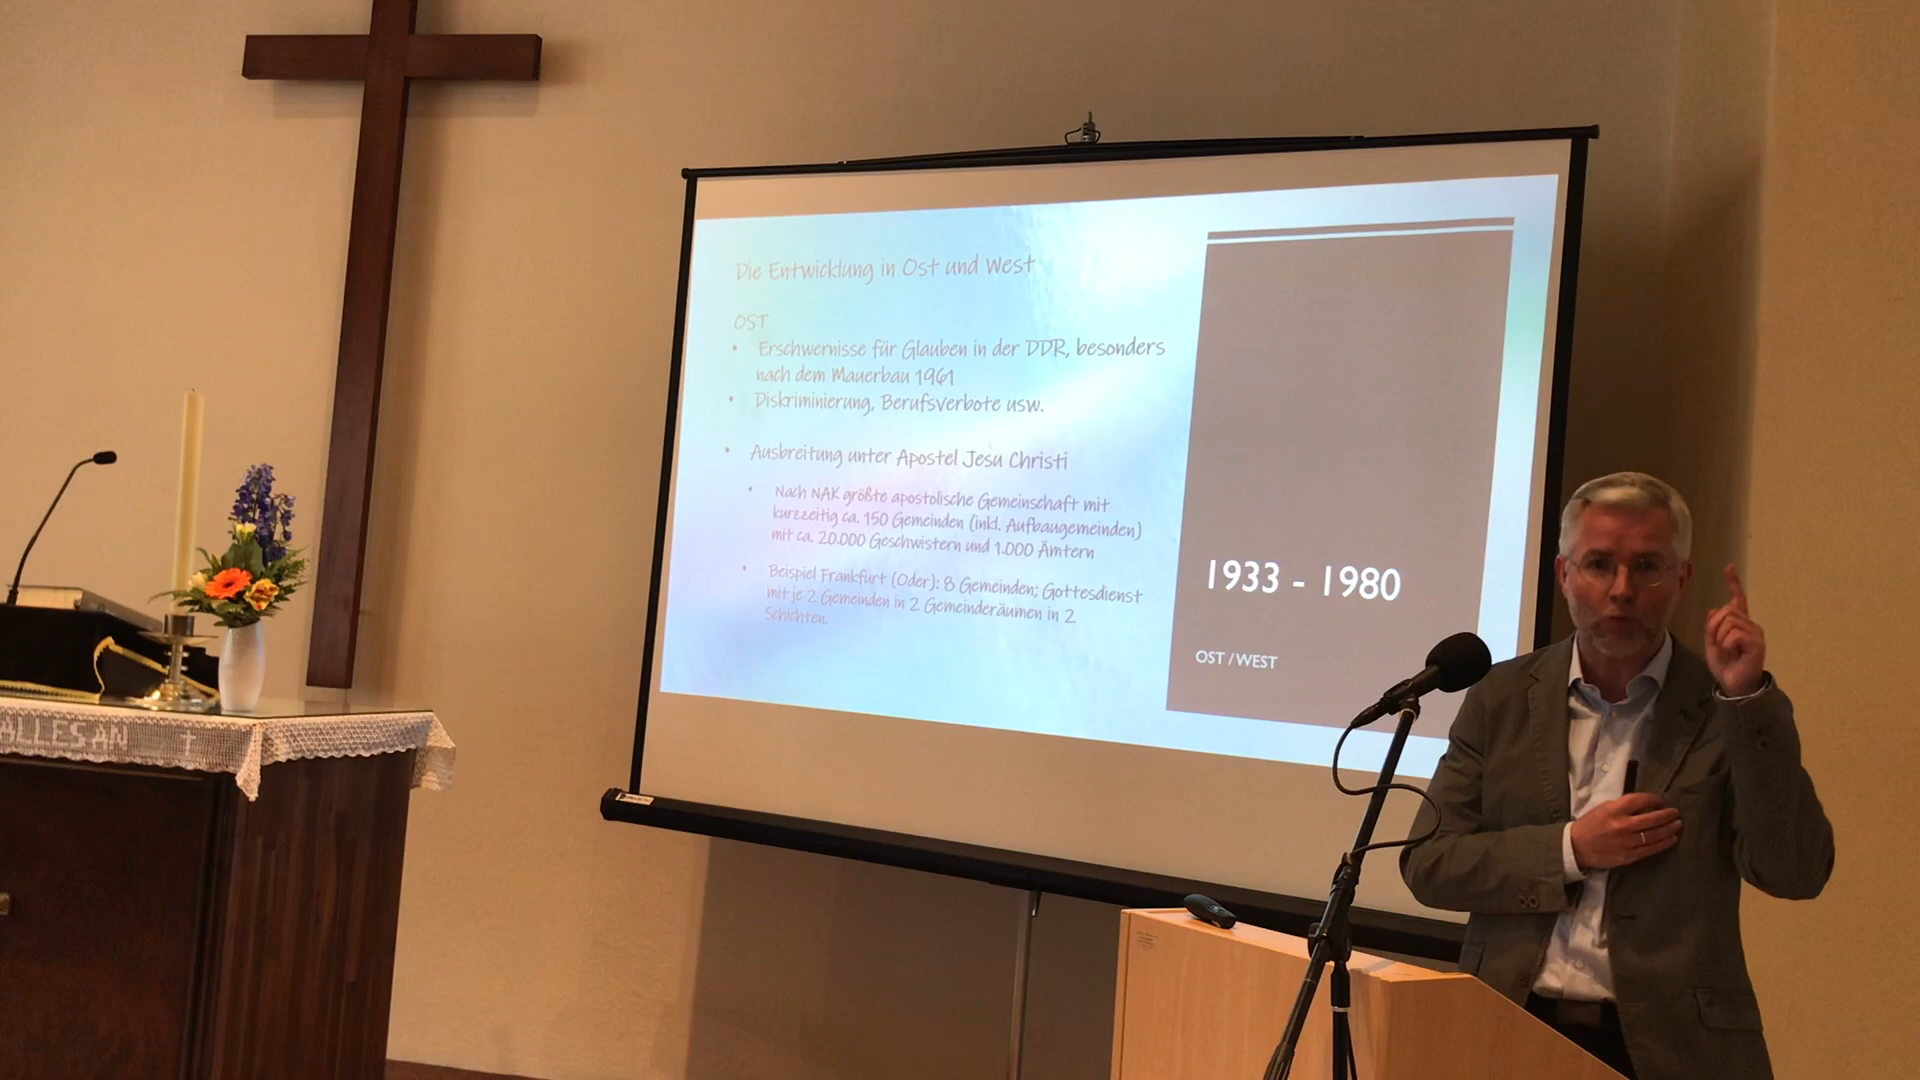 Die Entwicklung in Ost und West
OST
• Erschwernisse für Glauben in der DDR, besonders
nach dem Mauerbau 1961
• Diskriminierung, Berufsverbote usw.
• Ausbreitung unter Apostel Jesu Christi
• Nach NAK größte apostolische Gemeinschaft mit
kurzzeitig ca. 150 Gemeinden (inkl. Aufbaugemeinden)
mit ca. 20.000 Geschwistern und 1.000 Ämtern
• Beispiel Frankfurt (Oder): 8 Gemeinden; Gottesdienst
mit je 2 Gemeinden in 2 Gemeinderäumen in 2
Schichten.
1933 - 1980
OST / WEST
ALLES AN